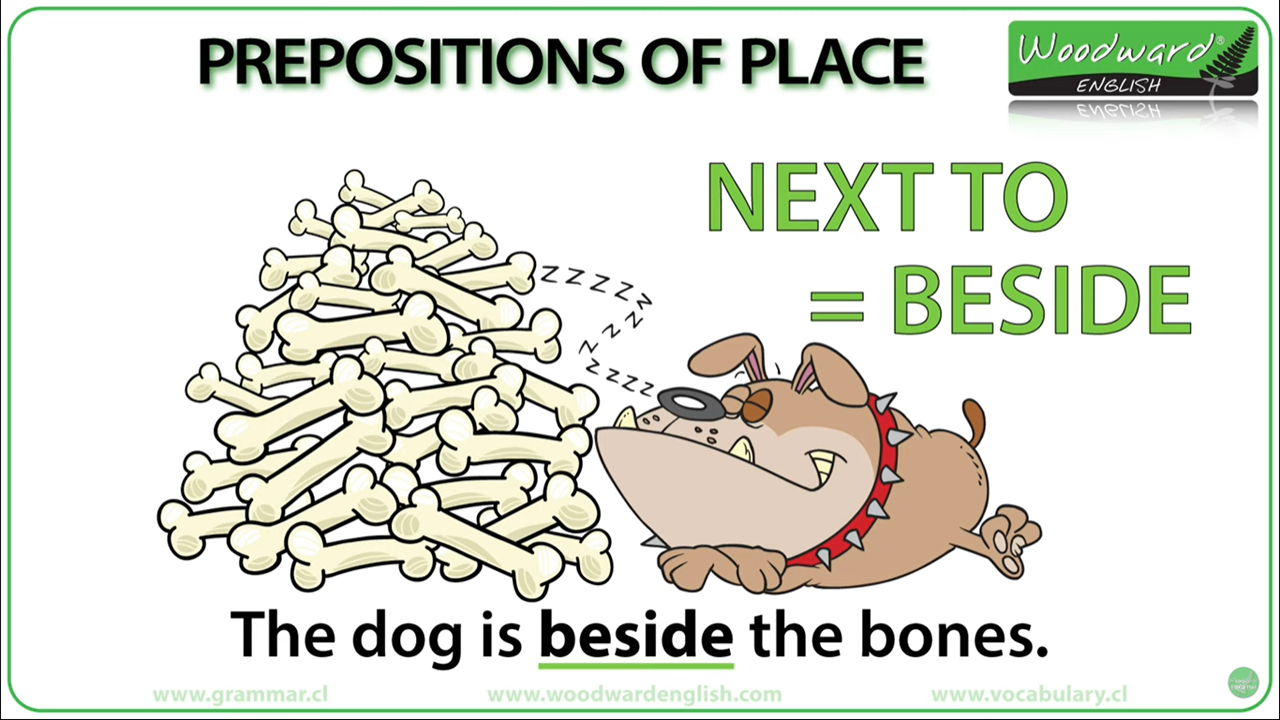 PREPOSITIONS OF PLACE
Woodward®
ENGLISH
NEXT TO
= BESIDE
ZZZZZZ
ZZZ
ZZZZZ
The dog is beside the bones.
www.grammar.cl
www.woodwardenglish.com
www.vocabulary.cl